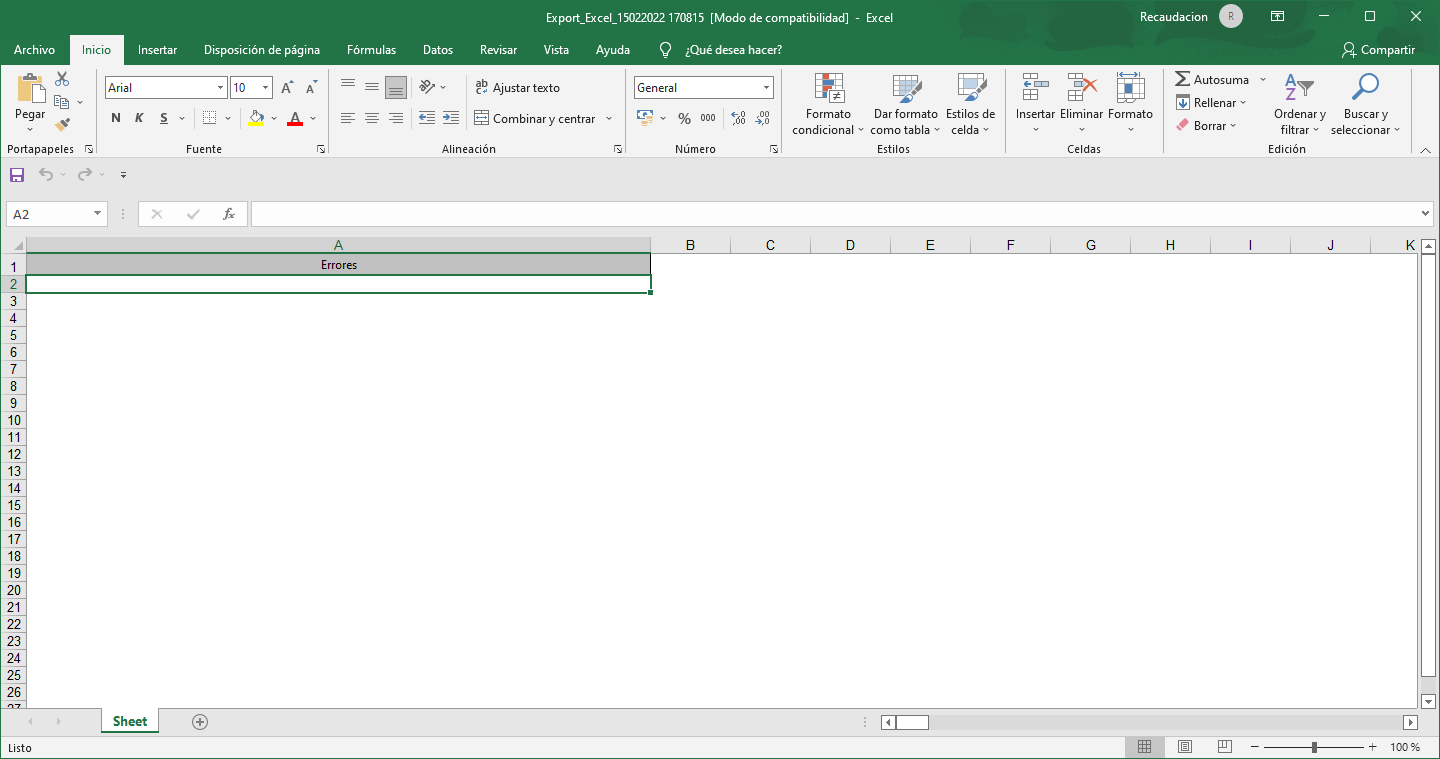 Export_Excel_15022022 170815 [Modo de compatibilidad] - Excel
Recaudacion R
Archivo Inicio Insertar Disposición de página Fórmulas Datos Revisar Vista Ayuda ¿Qué desea hacer? Compartir
Pegar
Portapapeles
Arial 10
N K S
Fuente
ab Ajustar texto
Combinar y centrar
Alineación
General
% 000 ,00 ,00
Número
Formato condicional
Dar formato como tabla
Estilos de celda
Estilos
Insertar Eliminar Formato
Celdas
Autosuma
Rellenar
Borrar
Ordenar y filtrar
Buscar y seleccionar
Edición
A2 fx
A B C D E F G H I J K
1 Errores
2
3
4
5
6
7
8
9
10
11
12
13
14
15
16
17
18
19
20
21
22
23
24
25
26
27
Sheet
Listo 100 %